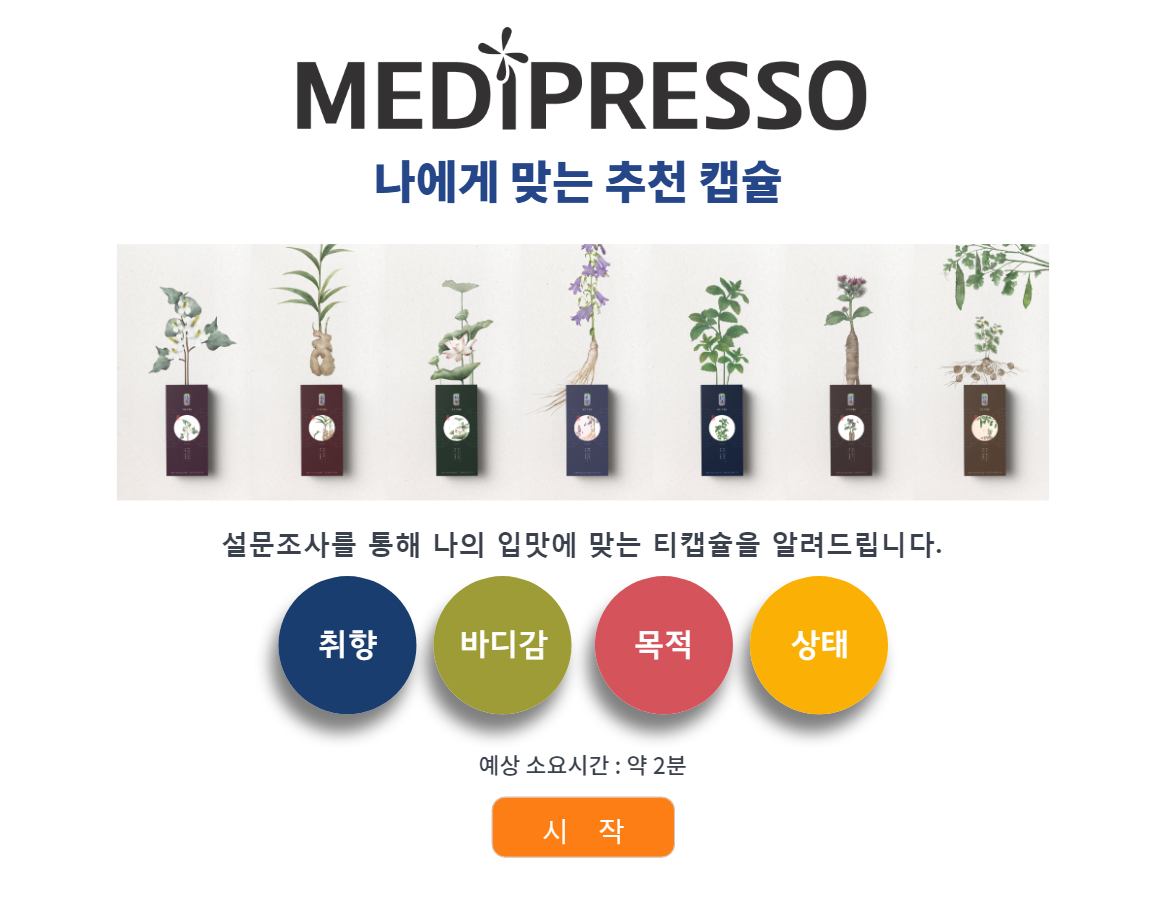 MEDIPRESSO
나에게 맞는 추천 캡슐
설문조사를 통해 나의 입맛에 맞는 티캡슐을 알려드립니다.
취향 바디감 목적 상태
예상 소요시간 : 약 2분
시 작